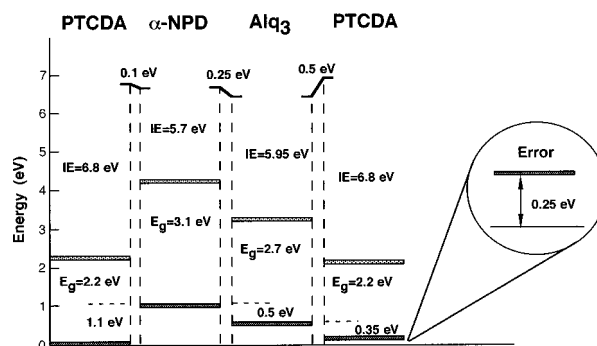 PTCDA α-NPD Alq3 PTCDA
0.1 eV 0.25 eV 0.5 eV
7
6
5
4
3
2
1
0
Energy (eV)
IE=6.8 eV
IE=5.7 eV
IE=5.95 eV
IE=6.8 eV
Eg=2.2 eV
Eg=3.1 eV
Eg=2.7 eV
Eg=2.2 eV
1.1 eV
0.5 eV
0.35 eV
Error
0.25 eV